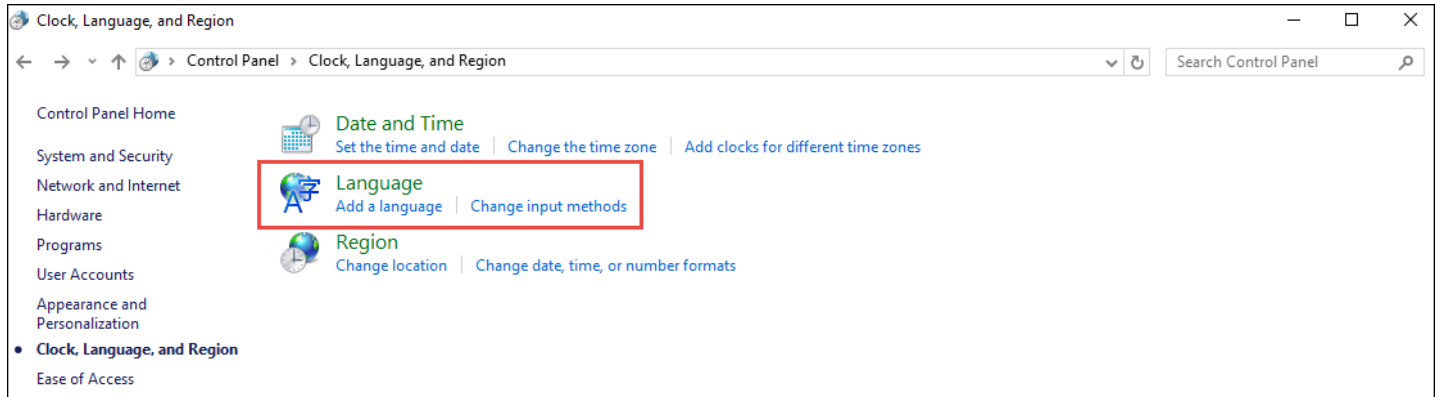 Clock, Language, and Region
Control Panel > Clock, Language, and Region
Search Control Panel
Control Panel Home
System and Security
Network and Internet
Hardware
Programs
User Accounts
Appearance and
Personalization
Clock, Language, and Region
Ease of Access
Date and Time
Set the time and date | Change the time zone | Add clocks for different time zones
A字
Language
Add a language | Change input methods
Region
Change location | Change date, time, or number formats